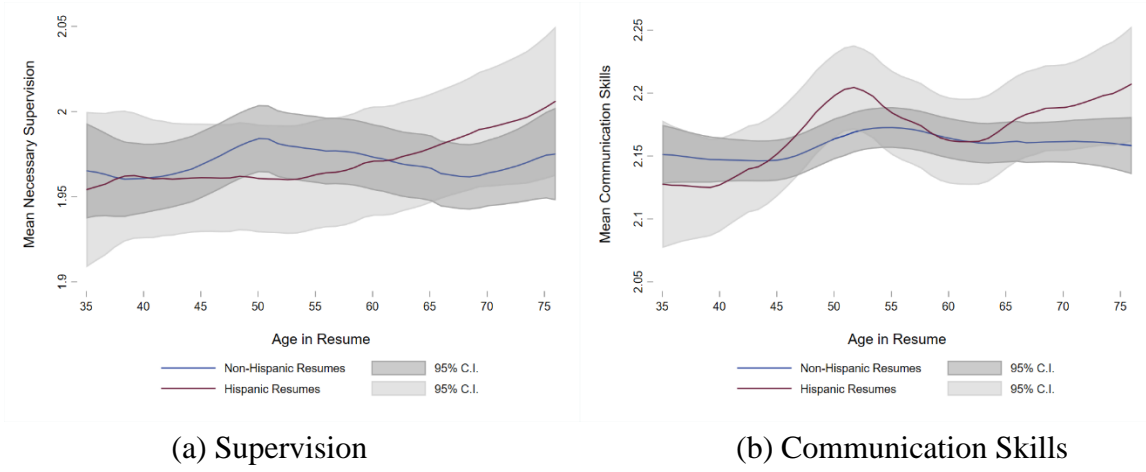 2.05
2
1.95
1.9
Mean Necessary Supervision
35 40 45 50 55 60 65 70 75
Age in Resume
Non-Hispanic Resumes 95% C.I.
Hispanic Resumes 95% C.I.
(a) Supervision
2.25
2.2
2.15
2.1
2.05
Mean Communication Skills
35 40 45 50 55 60 65 70 75
Age in Resume
Non-Hispanic Resumes 95% C.I.
Hispanic Resumes 95% C.I.
(b) Communication Skills